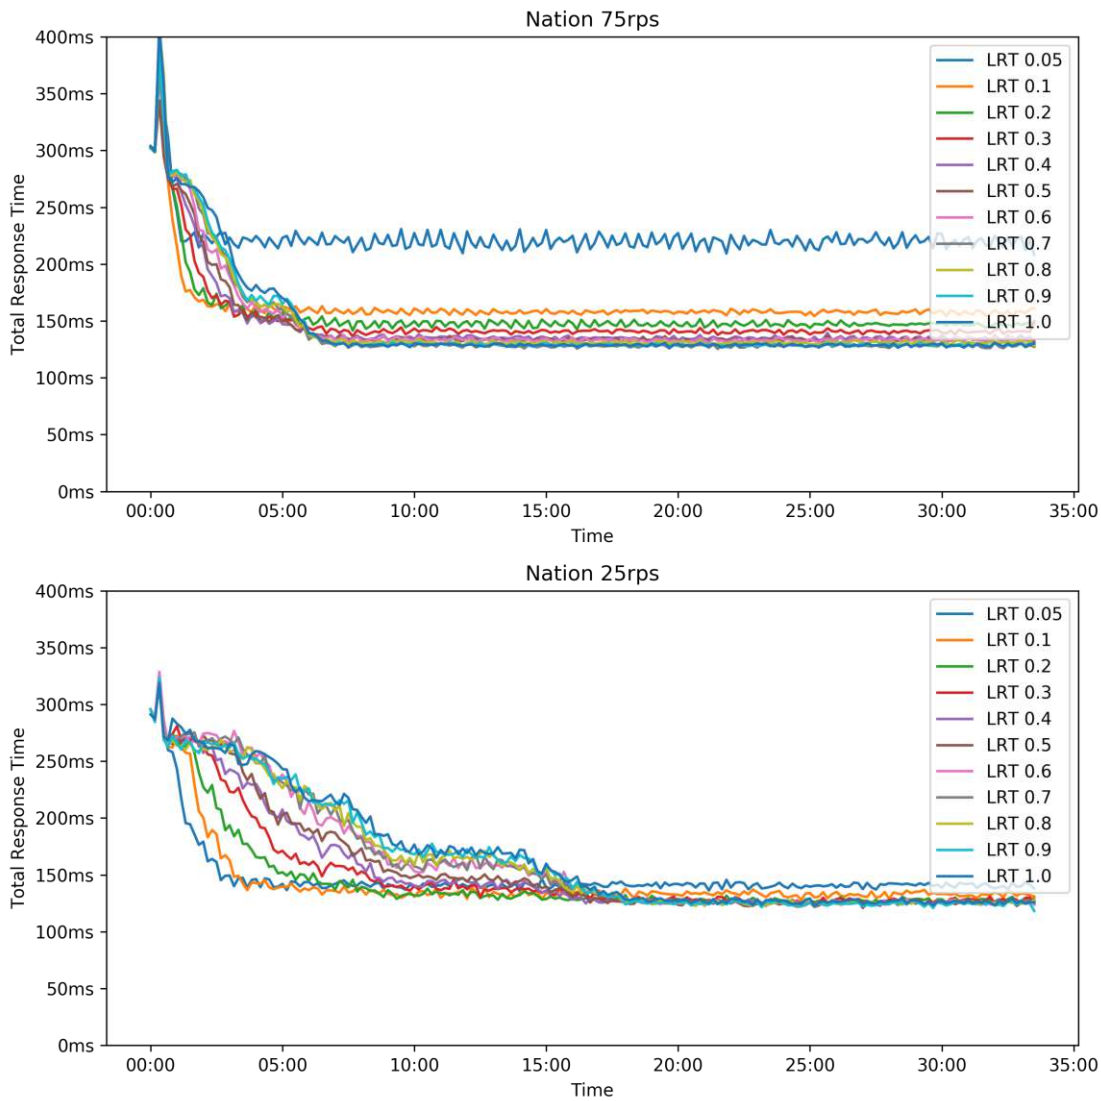 Nation 75rps
400ms
350ms
300ms
250ms
200ms
150ms
100ms
50ms
0ms
Total Response Time
LRT 0.05
LRT 0.1
LRT 0.2
LRT 0.3
LRT 0.4
LRT 0.5
LRT 0.6
LRT 0.7
LRT 0.8
LRT 0.9
LRT 1.0
00:00 05:00 10:00 15:00 20:00 25:00 30:00 35:00
Time
Nation 25rps
400ms
350ms
300ms
250ms
200ms
150ms
100ms
50ms
0ms
Total Response Time
LRT 0.05
LRT 0.1
LRT 0.2
LRT 0.3
LRT 0.4
LRT 0.5
LRT 0.6
LRT 0.7
LRT 0.8
LRT 0.9
LRT 1.0
00:00 05:00 10:00 15:00 20:00 25:00 30:00 35:00
Time